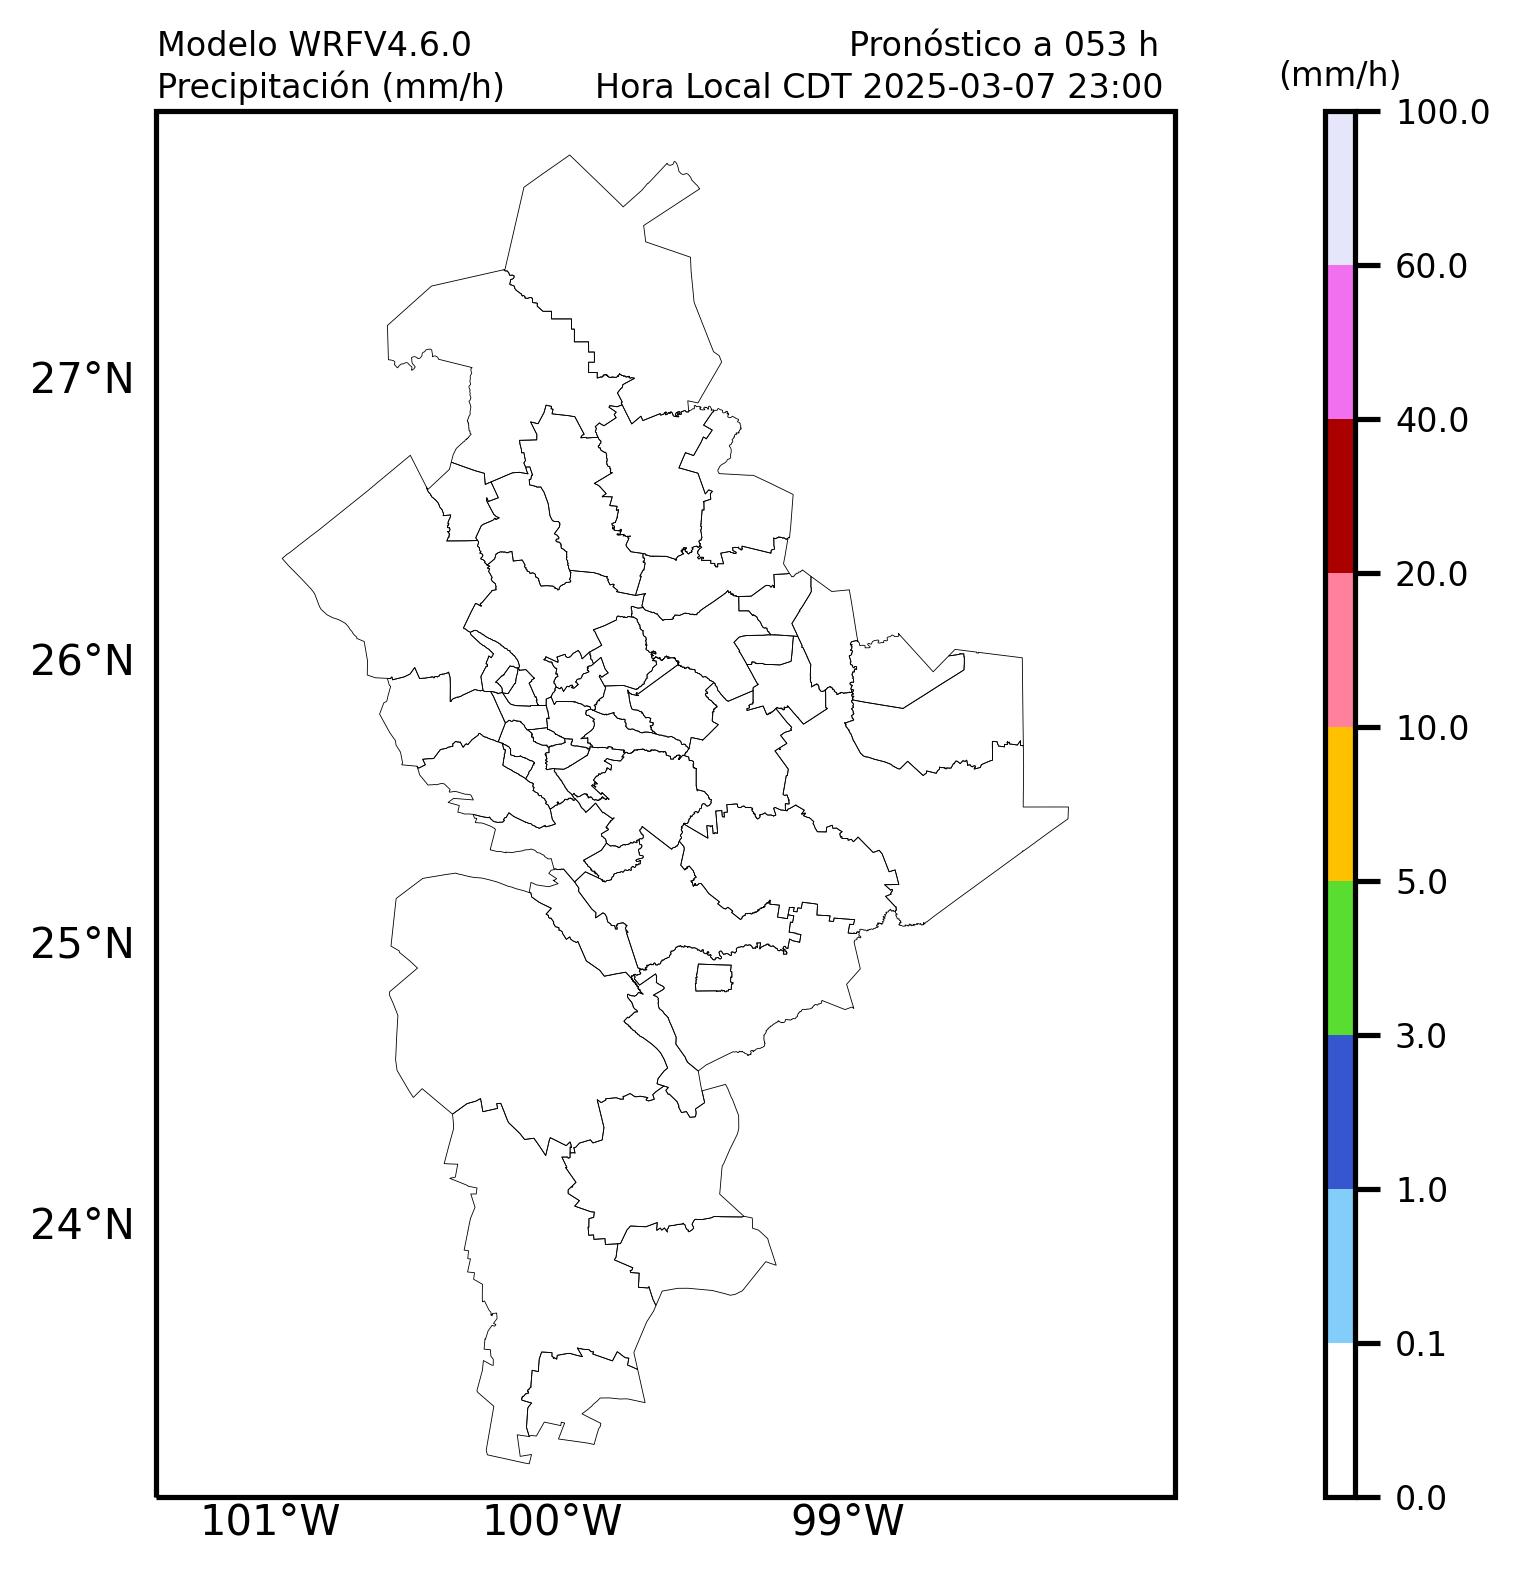 Modelo WRFV4.6.0
Pronóstico a 053 h
Precipitación (mm/h)
Hora Local CDT 2025-03-07 23:00
(mm/h)
100.0
60.0
40.0
20.0
10.0
5.0
3.0
1.0
0.1
0.0
27°N
26°N
25°N
24°N
101°W
100°W
99°W